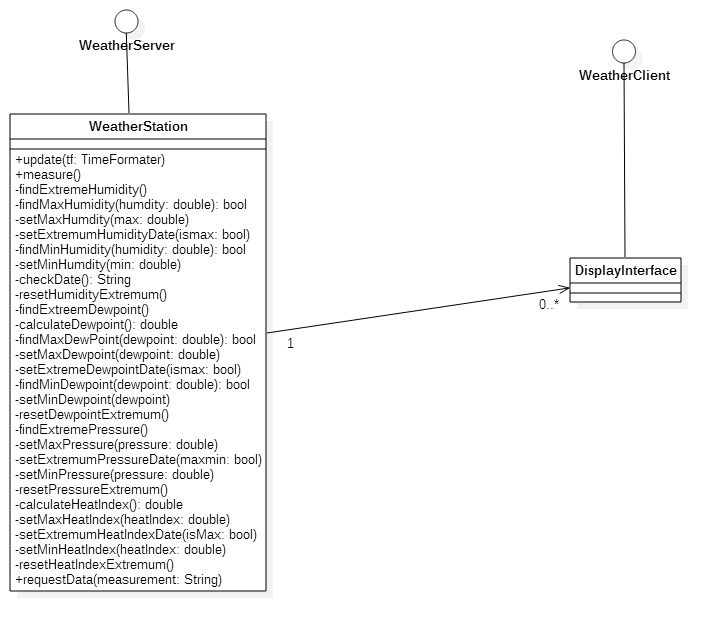 WeatherServer
WeatherClient
WeatherStation
+update(tf: TimeFormater)
+measure()
-findExtremeHumidity()
-findMaxHumidity(humdity: double): bool
-setMaxHumdity(max: double)
-setExtremumHumidityDate(ismax: bool)
-findMinHumidity(humidity: double): bool
-setMinHumdity(min: double)
-checkDate(): String
-resetHumidityExtremum()
-findExtreemDewpoint()
-calculateDewpoint(): double
-findMaxDewPoint(dewpoint: double): bool
-setMaxDewpoint(dewpoint: double)
-setExtremeDewpointDate(ismax: bool)
-findMinDewpoint(dewpoint: double): bool
-setMinDewpoint(dewpoint)
-resetDewpointExtremum()
-findExtremePressure()
-setMaxPressure(pressure: double)
-setExtremumPressureDate(maxmin: bool)
-setMinPressure(pressure: double)
-resetPressureExtremum()
-calculateHeatIndex(): double
-setMaxHeatIndex(heatIndex: double)
-setExtremumHeatIndexDate(isMax: bool)
-setMinHeatIndex(heatIndex: double)
-resetHeatIndexExtremum()
+requestData(measurement: String)
1
0..*
DisplayInterface